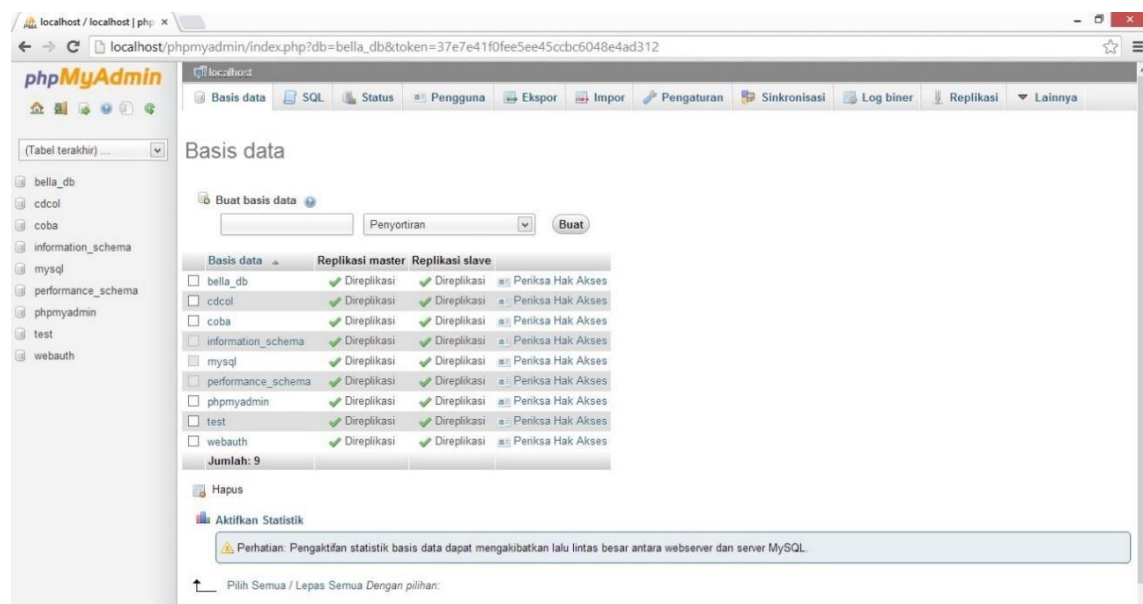 localhost / localhost | php
localhost/phpmyadmin/index.php?db=bella_db&token=37e7e41f0fee5ee45ccbc6048e4ad312
phpMyAdmin
(Tabel terakhir) ...
bella_db
cdcol
coba
information_schema
mysql
performance_schema
phpmyadmin
test
webauth
localhost
Basis data SQL Status Pengguna Ekspor Impor Pengaturan Sinkronisasi Log biner Replikasi Lainnya
Basis data
Buat basis data
Penyortiran Buat
Basis data Replikasi master Replikasi slave
bella_db Direplikasi Direplikasi Periksa Hak Akses
cdcol Direplikasi Direplikasi Periksa Hak Akses
coba Direplikasi Direplikasi Periksa Hak Akses
information_schema Direplikasi Direplikasi Periksa Hak Akses
mysql Direplikasi Direplikasi Periksa Hak Akses
performance_schema Direplikasi Direplikasi Periksa Hak Akses
phpmyadmin Direplikasi Direplikasi Periksa Hak Akses
test Direplikasi Direplikasi Periksa Hak Akses
webauth Direplikasi Direplikasi Periksa Hak Akses
Jumlah: 9
Hapus
Aktifkan Statistik
Perhatian: Pengaktifan statistik basis data dapat mengakibatkan lalu lintas besar antara webserver dan server MySQL.
Pilih Semua / Lepas Semua Dengan pilihan: